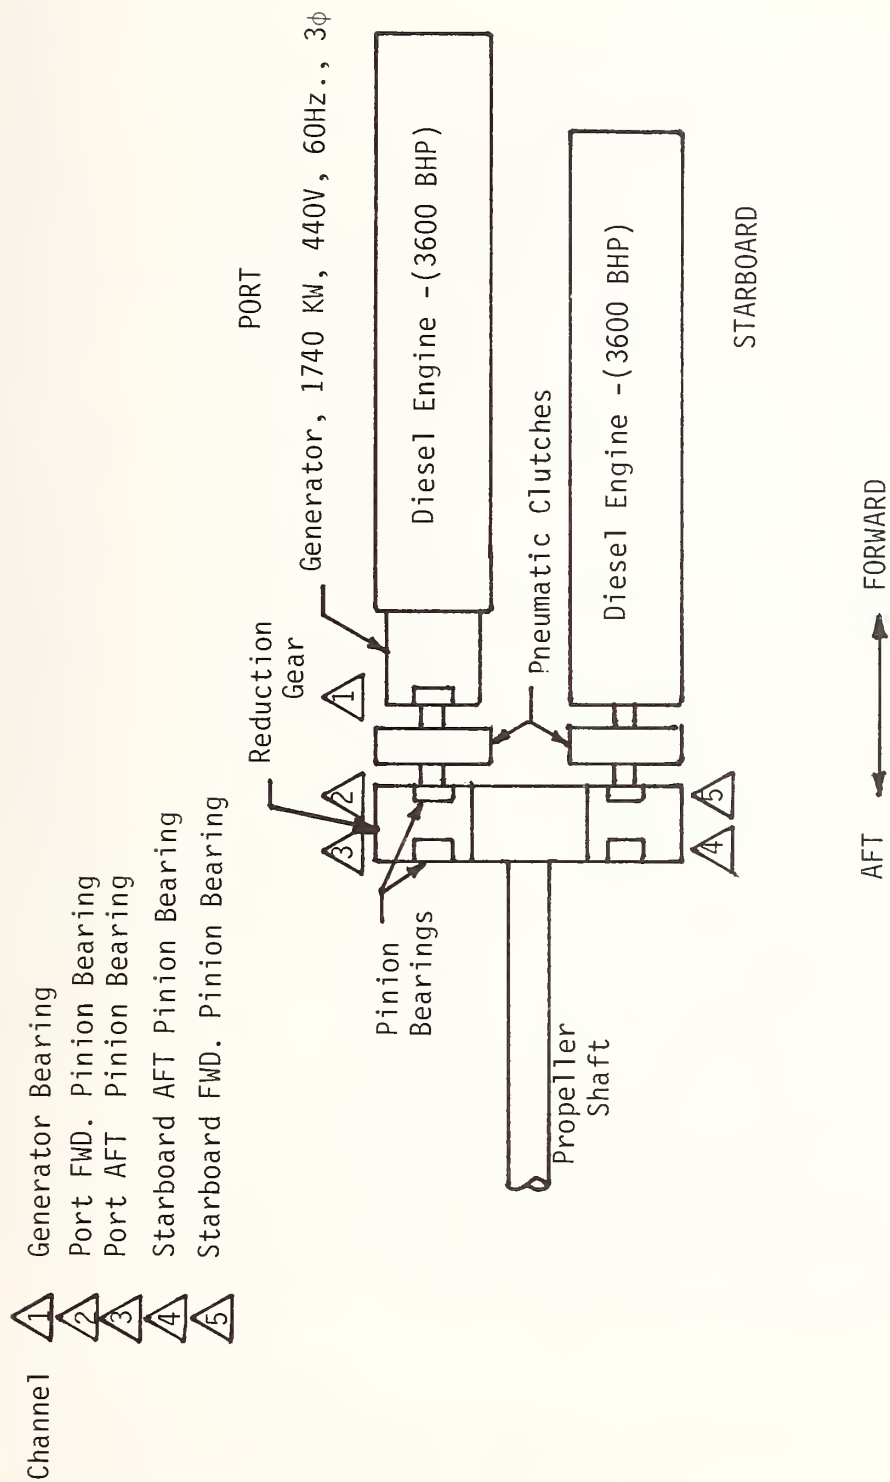 Channel 1 Generator Bearing
2 Port FWD. Pinion Bearing
3 Port AFT Pinion Bearing
4 Starboard AFT Pinion Bearing
5 Starboard FWD. Pinion Bearing
PORT
Generator, 1740 KW, 440V, 60Hz., 3ϕ
Reduction
Gear
3
2
1
Diesel Engine -(3600 BHP)
Pinion
Bearings
Pneumatic Clutches
Propeller
Shaft
Diesel Engine -(3600 BHP)
4
5
STARBOARD
AFT
FORWARD